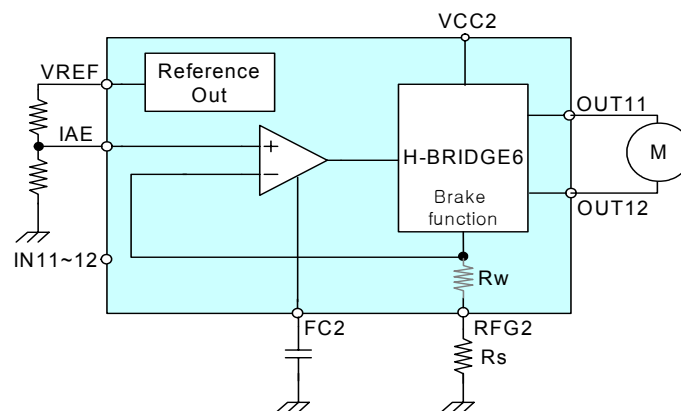 VCC2
VREF
Reference
Out
OUT11
IAE
+
H-BRIDGE6
M
−
Brake
function
OUT12
IN11~12
Rw
FC2
RFG2
Rs